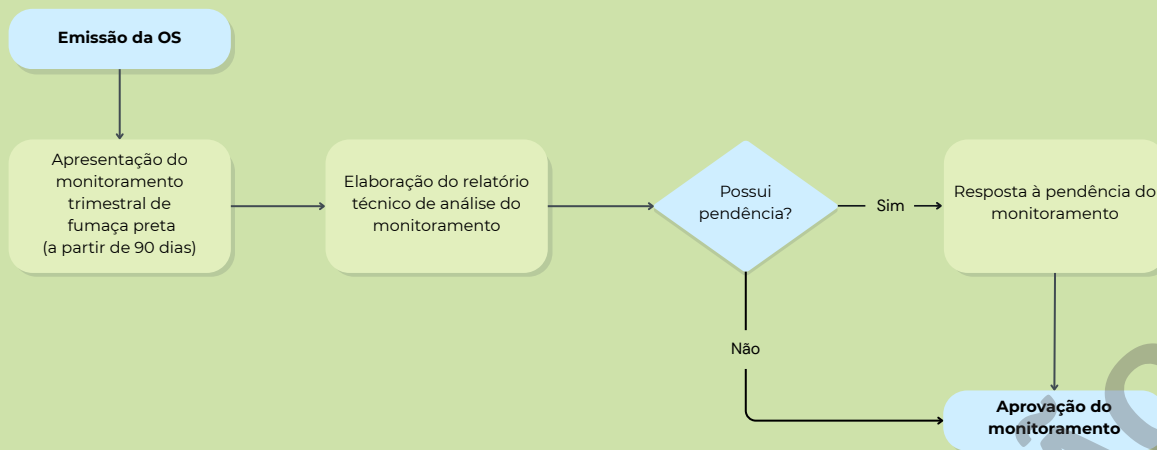 Emissão da OS
Apresentação do
monitoramento
trimestral de
fumaça preta
(a partir de 90 dias)
Elaboração do relatório
técnico de análise do
monitoramento
Possui
pendência?
Sim
Resposta à pendência do
monitoramento
Não
Aprovação do
monitoramento